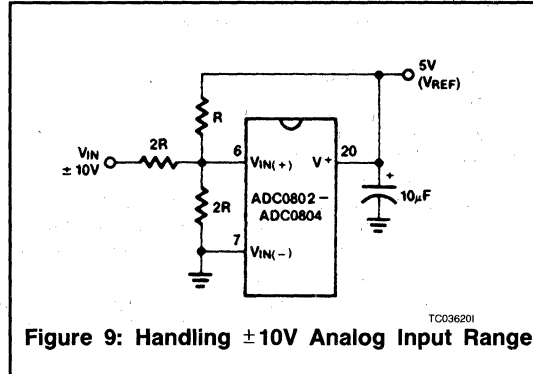 5V
(VREF)
R
VIN
±10V
2R
6
VIN(+)
V+
20
2R
ADC0802–
ADC0804
+
10μF
7
VIN(–)
TC03620I
Figure 9: Handling ±10V Analog Input Range